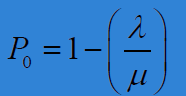 P₀ = 1 − (λ/μ)